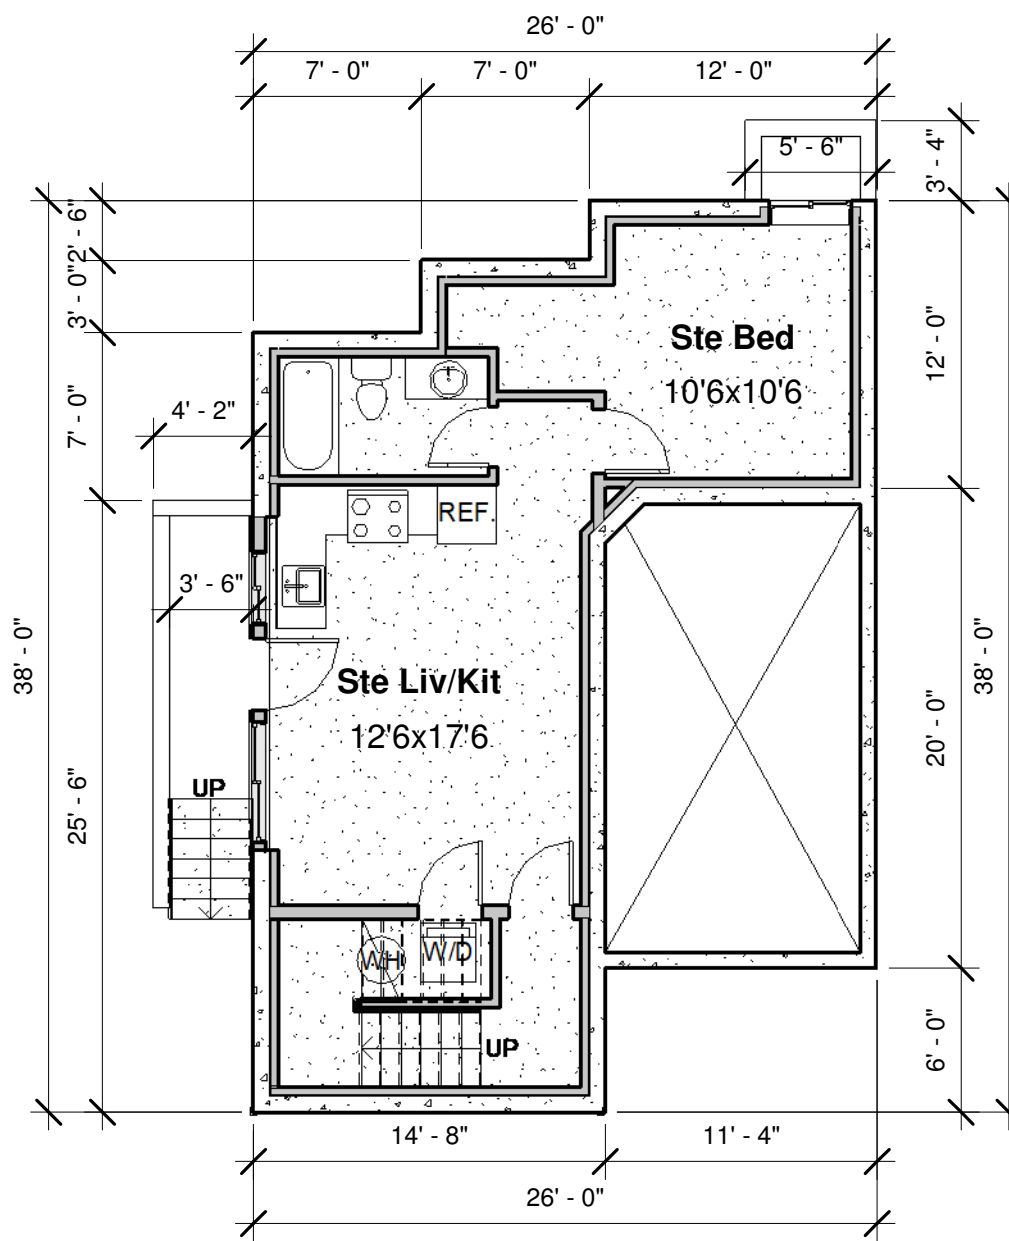 26' - 0"
7' - 0"
7' - 0"
12' - 0"
5' - 6"
3' - 4"
2' - 6"
3' - 0"
Ste Bed
10'6x10'6
12' - 0"
7' - 0"
4' - 2"
REF.
3' - 6"
38' - 0"
38' - 0"
Ste Liv/Kit
12'6x17'6
20' - 0"
UP
25' - 6"
WH
W/D
UP
6' - 0"
14' - 8"
11' - 4"
26' - 0"